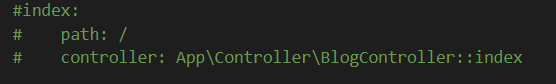 #index:
#    path: /
#    controller: App\Controller\BlogController::index